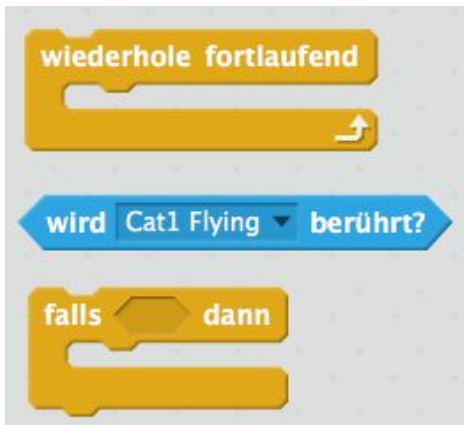 wiederhole fortlaufend
wird Cat1 Flying berührt?
falls dann